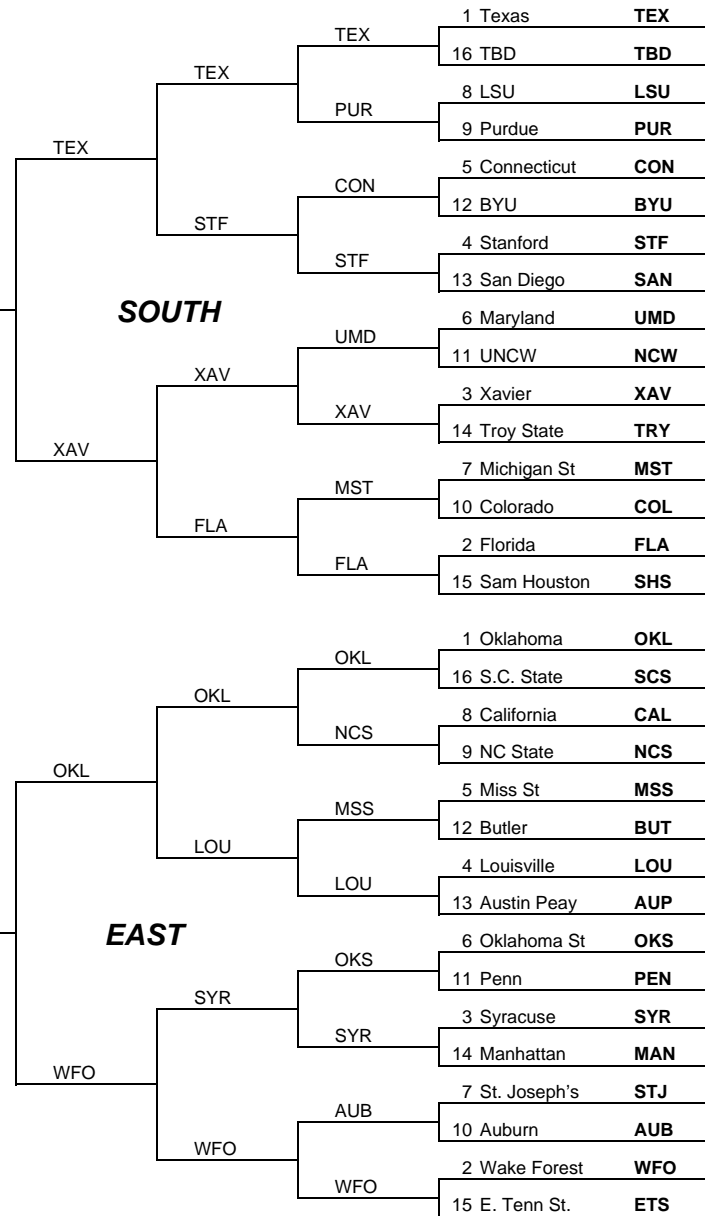 1 Texas TEX
TEX
16 TBD TBD
TEX
8 LSU LSU
PUR
9 Purdue PUR
TEX
5 Connecticut CON
CON
12 BYU BYU
STF
4 Stanford STF
STF
13 San Diego SAN
SOUTH
6 Maryland UMD
UMD
11 UNCW NCW
XAV
3 Xavier XAV
XAV
14 Troy State TRY
XAV
7 Michigan St MST
MST
10 Colorado COL
FLA
2 Florida FLA
FLA
15 Sam Houston SHS
1 Oklahoma OKL
OKL
16 S.C. State SCS
OKL
8 California CAL
NCS
9 NC State NCS
OKL
5 Miss St MSS
MSS
12 Butler BUT
LOU
4 Louisville LOU
LOU
13 Austin Peay AUP
EAST
6 Oklahoma St OKS
OKS
11 Penn PEN
SYR
3 Syracuse SYR
SYR
14 Manhattan MAN
WFO
7 St. Joseph's STJ
AUB
10 Auburn AUB
WFO
2 Wake Forest WFO
WFO
15 E. Tenn St. ETS